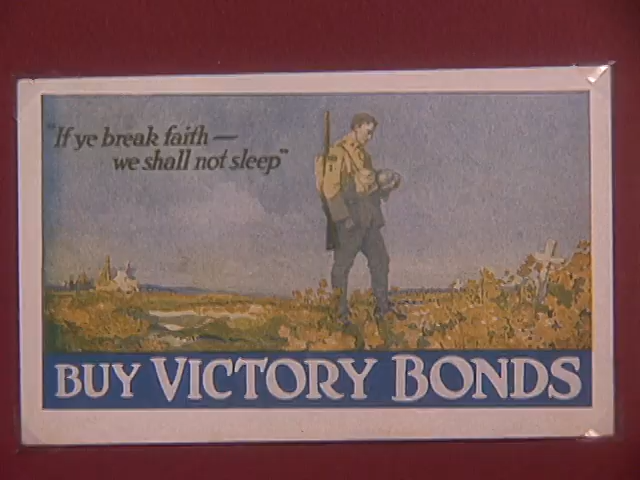 "If ye break faith —
we shall not sleep"
BUY VICTORY BONDS